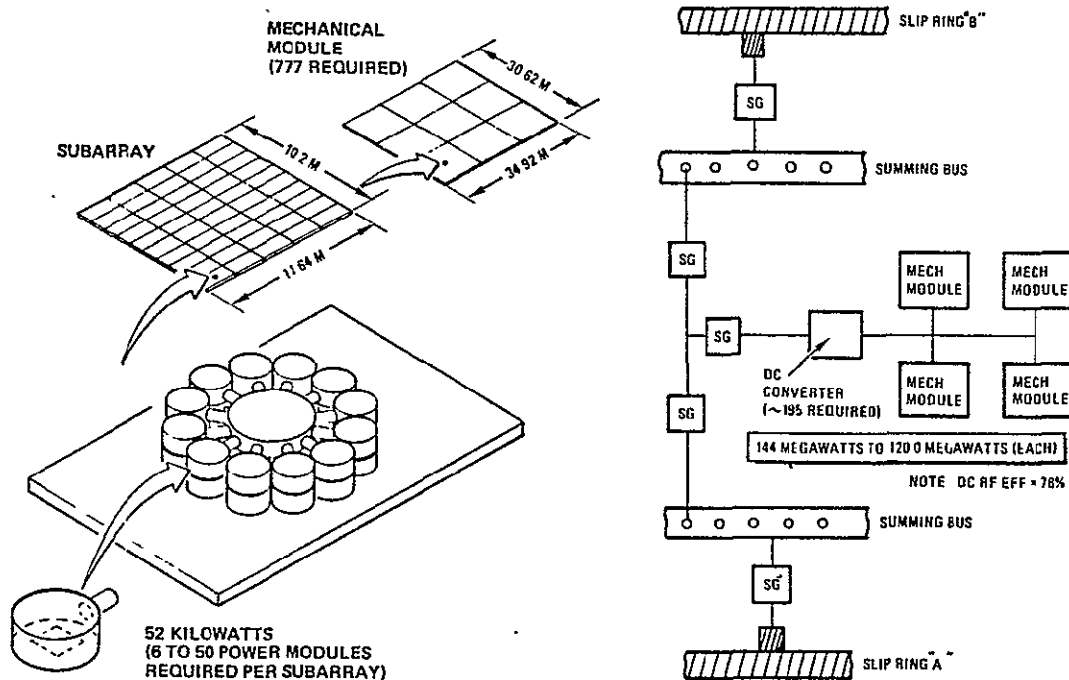 MECHANICAL
MODULE
(777 REQUIRED)
30 62 M
34.92 M
SUBARRAY
10.2 M
11 64 M
52 KILOWATTS
(6 TO 50 POWER MODULES
REQUIRED PER SUBARRAY)
SLIP RING "B"
SG
SUMMING BUS
SG
SG
DC
CONVERTER
(~195 REQUIRED)
MECH
MODULE
MECH
MODULE
MECH
MODULE
MECH
MODULE
SG
144 MEGAWATTS TO 120 0 MEGAWATTS (EACH)
NOTE DC RF EFF = 76%
SUMMING BUS
SG
SLIP RING "A"